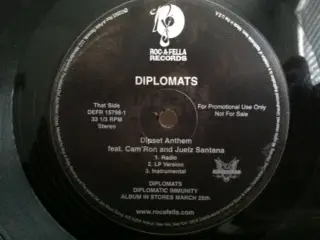 ROC-A-FELLA
RECORDS
DIPLOMATS
That Side
DEFR 15798-1
33 1/3 RPM
Stereo
For Promotional Use Only
Not For Sale
Dipset Anthem
feat. Cam'Ron and Juelz Santana
1. Radio
2. LP Version
3. Instrumental
DIPLOMATS
DIPLOMATIC IMMUNITY
ALBUM IN STORES MARCH 25th
www.rocafella.com